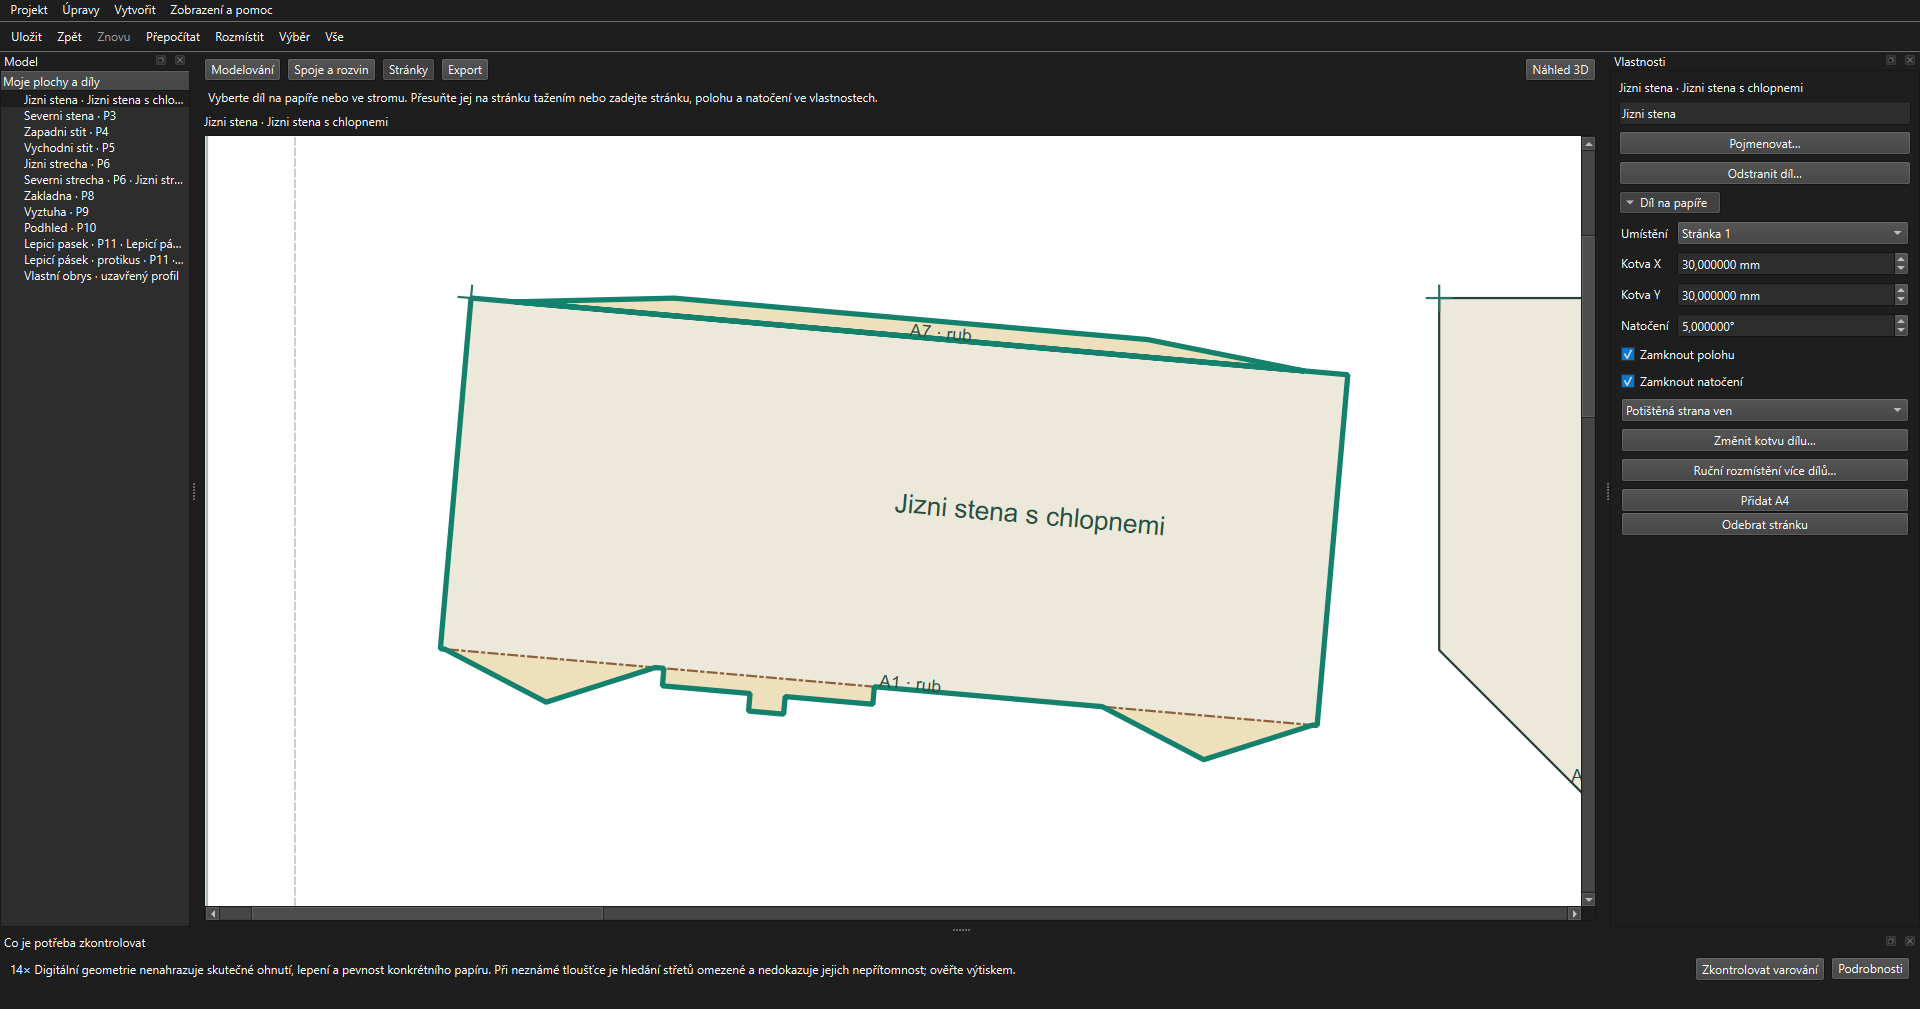 Projekt Úpravy Vytvořit Zobrazení a pomoc
Uložit Zpět Znovu Přepočítat Rozmístit Výběr Vše
Model
Moje plochy a díly
Jizni stena · Jizni stena s chlo...
Severni stena · P3
Zapadni stit · P4
Vychodni stit · P5
Jizni strecha · P6
Severni strecha · P6 · Jizni str...
Zakladna · P8
Vyztuha · P9
Podhled · P10
Lepici pasek · P11 · Lepicí pá...
Lepicí pásek · protikus · P11 ·...
Vlastní obrys · uzavřený profil
Modelování Spoje a rozvin Stránky Export Náhled 3D
Vyberte díl na papíře nebo ve stromu. Přesuňte jej na stránku tažením nebo zadejte stránku, polohu a natočení ve vlastnostech.
Jizni stena · Jizni stena s chlopnemi
A7 · rub
Jizni stena s chlopnemi
A1 · rub
A
Vlastnosti
Jizni stena · Jizni stena s chlopnemi
Jizni stena
Pojmenovat...
Odstranit díl...
Díl na papíře
Umístění Stránka 1
Kotva X 30,000000 mm
Kotva Y 30,000000 mm
Natočení 5,000000°
Zamknout polohu
Zamknout natočení
Potištěná strana ven
Změnit kotvu dílu...
Ruční rozmístění více dílů...
Přidat A4
Odebrat stránku
Co je potřeba zkontrolovat
14× Digitální geometrie nenahrazuje skutečné ohnutí, lepení a pevnost konkrétního papíru. Při neznámé tloušťce je hledání střetů omezené a nedokazuje jejich nepřítomnost; ověřte výtiskem.
Zkontrolovat varování Podrobnosti